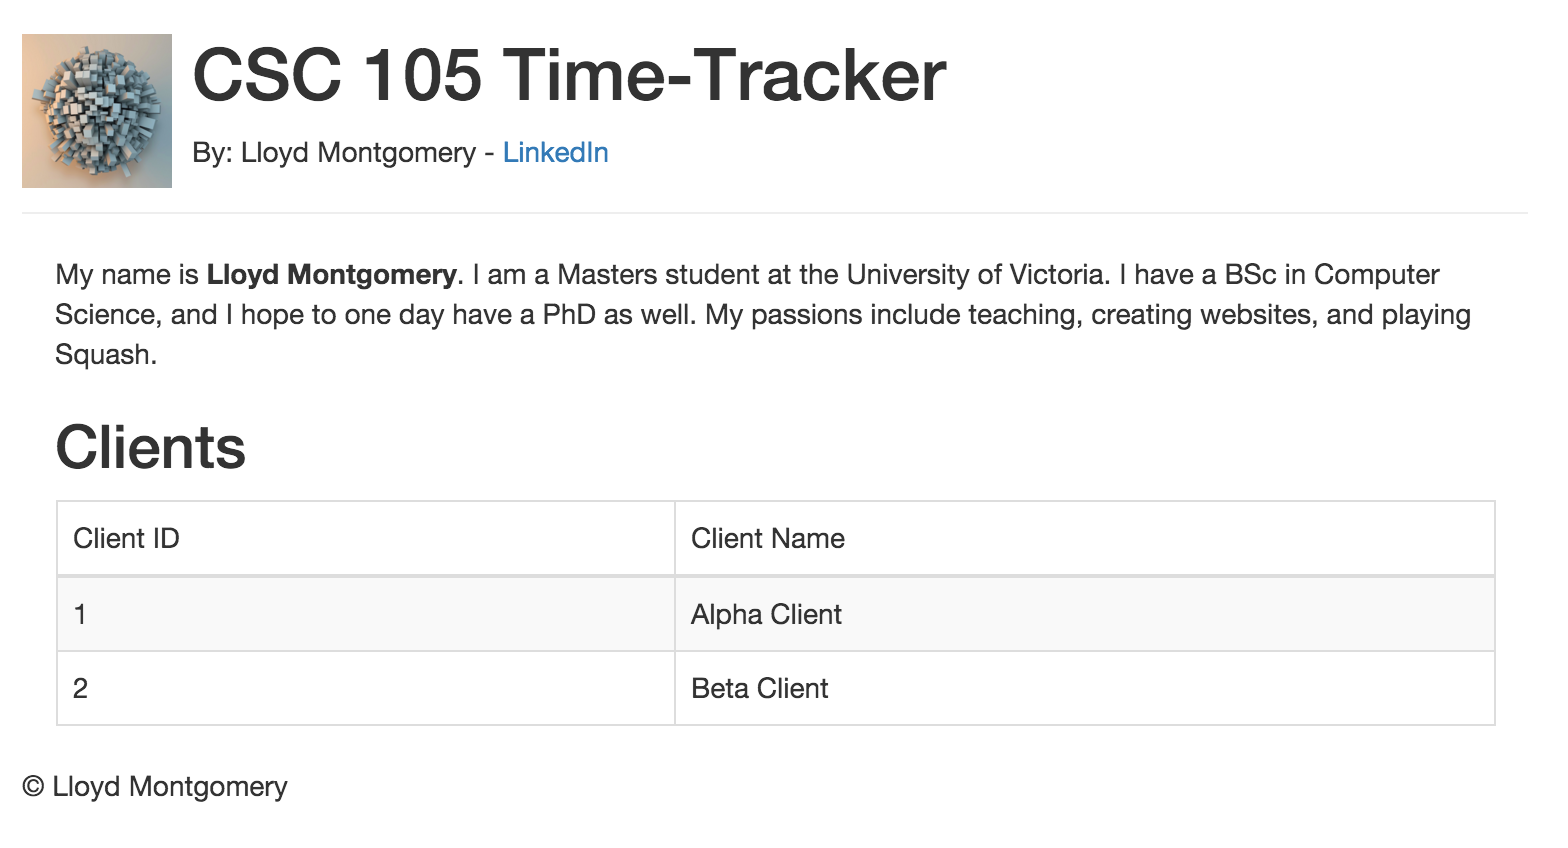 CSC 105 Time-Tracker
By: Lloyd Montgomery - LinkedIn
My name is Lloyd Montgomery. I am a Masters student at the University of Victoria. I have a BSc in Computer
Science, and I hope to one day have a PhD as well. My passions include teaching, creating websites, and playing
Squash.
Clients
Client ID Client Name
1 Alpha Client
2 Beta Client
© Lloyd Montgomery